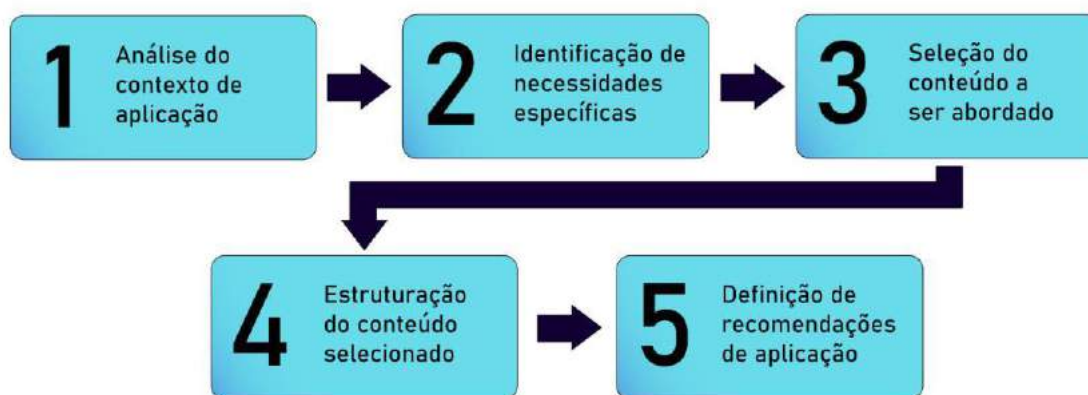 1
Análise do
contexto de
aplicação
2
Identificação de
necessidades
específicas
3
Seleção do
conteúdo a
ser abordado
4
Estruturação
do conteúdo
selecionado
5
Definição de
recomendações
de aplicação